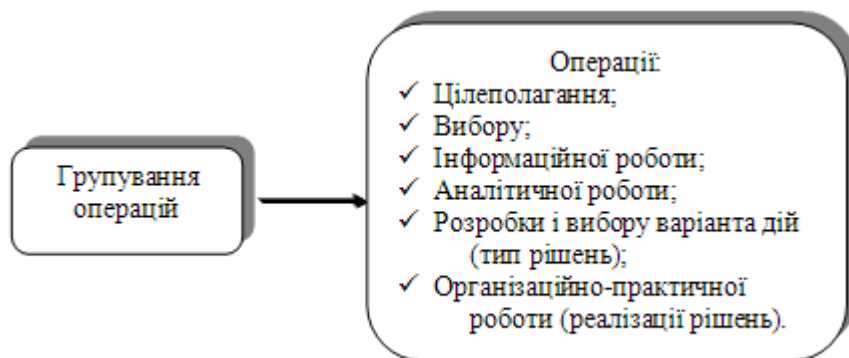 Групування
операцій
Операції:
✓ Цілеполагання;
✓ Вибору;
✓ Інформаційної роботи;
✓ Аналітичної роботи;
✓ Розробки і вибору варіанта дій
(тип рішень);
✓ Організаційно-практичної
роботи (реалізації рішень).